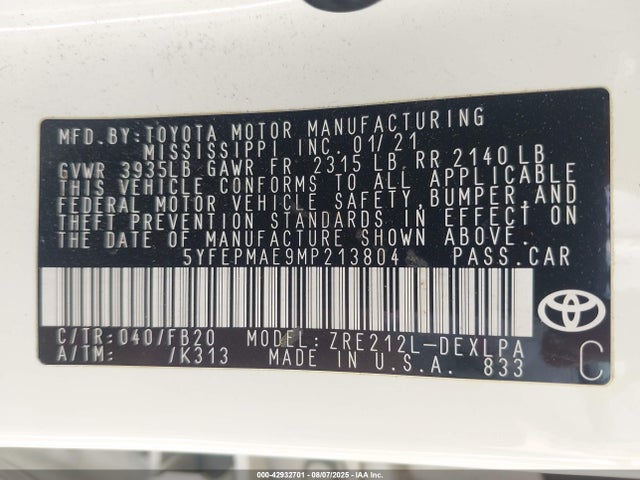 MFD. BY: TOYOTA MOTOR MANUFACTURING
MISSISSIPPI INC. 01/21
GVWR 3935LB GAWR FR 2315 LB, RR 2140 LB
THIS VEHICLE CONFORMS TO ALL APPLICABLE
FEDERAL MOTOR VEHICLE SAFETY, BUMPER, AND
THEFT PREVENTION STANDARDS IN EFFECT ON
THE DATE OF MANUFACTURE SHOWN ABOVE.
5YFEPMAE9MP213804 PASS. CAR
C/TR: 040/FB20 MODEL: ZRE212L-DEXLPA
A/TM: /K313 MADE IN U.S.A. 833
C
000-42932701 - 08/07/2025 - IAA Inc.